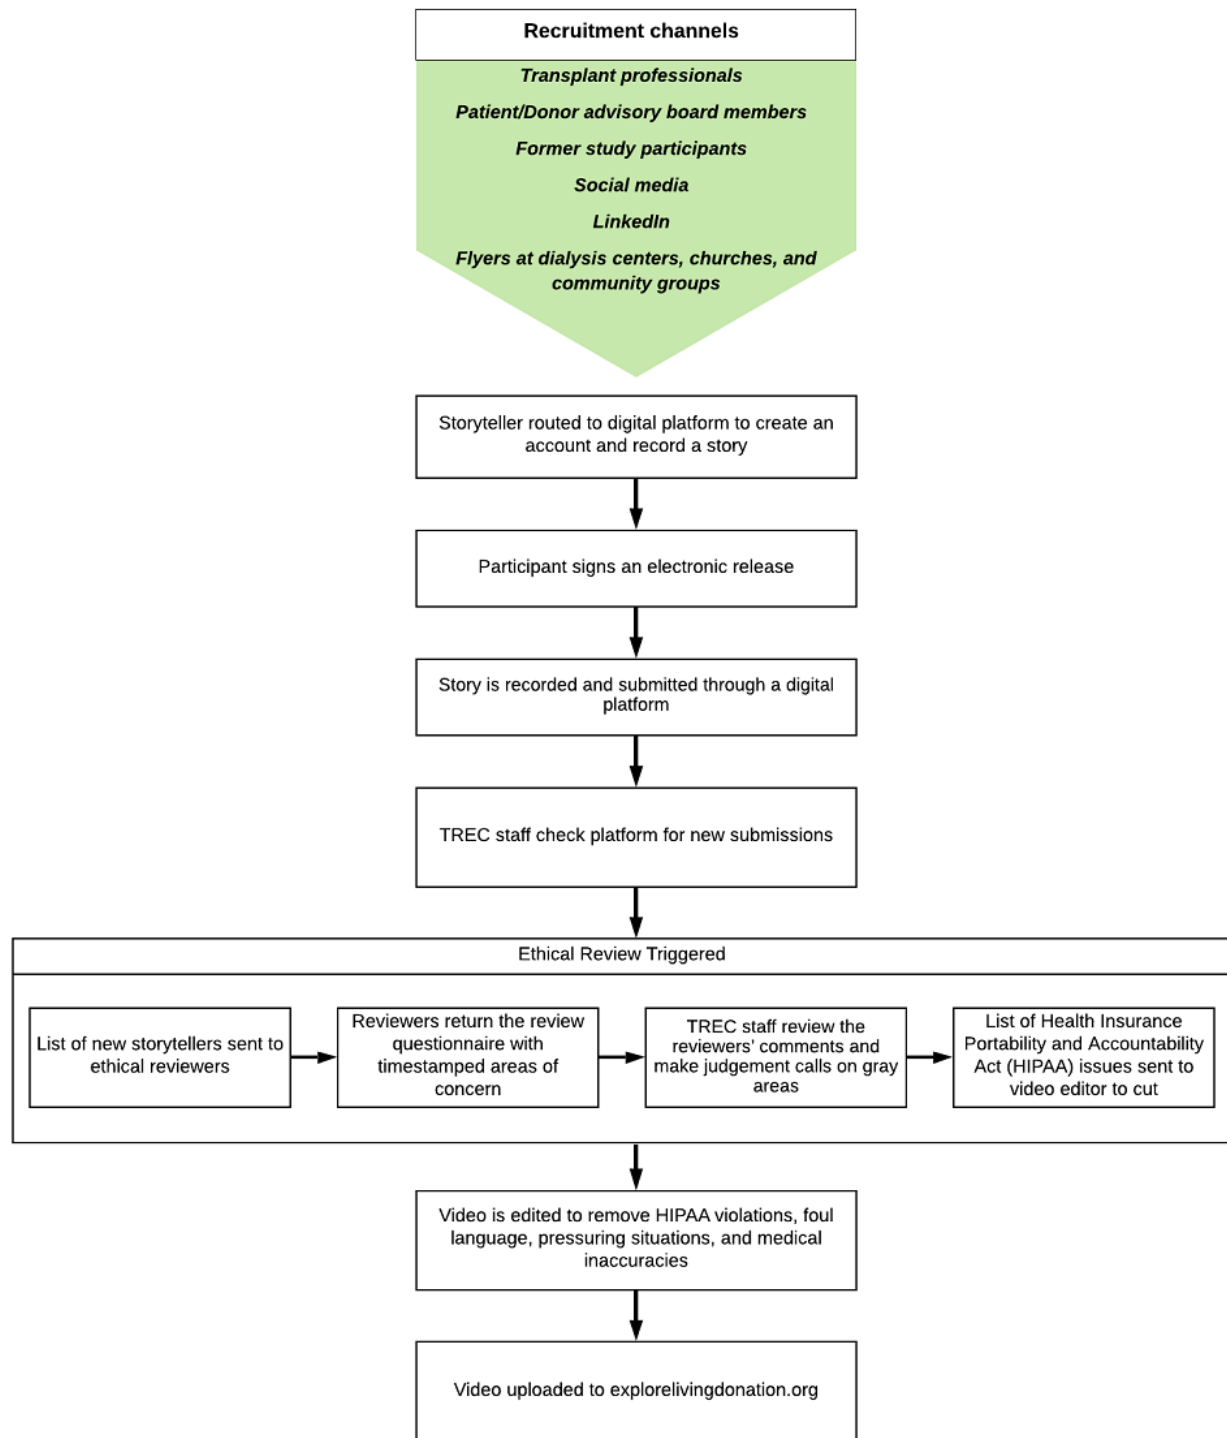 Recruitment channels
Transplant professionals
Patient/Donor advisory board members
Former study participants
Social media
LinkedIn
Flyers at dialysis centers, churches, and
community groups
Storyteller routed to digital platform to create an
account and record a story
Participant signs an electronic release
Story is recorded and submitted through a digital
platform
TREC staff check platform for new submissions
Ethical Review Triggered
List of new storytellers sent to
ethical reviewers
Reviewers return the review
questionnaire with
timestamped areas of
concern
TREC staff review the
reviewers' comments and
make judgement calls on gray
areas
List of Health Insurance
Portability and Accountability
Act (HIPAA) issues sent to
video editor to cut
Video is edited to remove HIPAA violations, foul
language, pressuring situations, and medical
inaccuracies
Video uploaded to explorelivingdonation.org